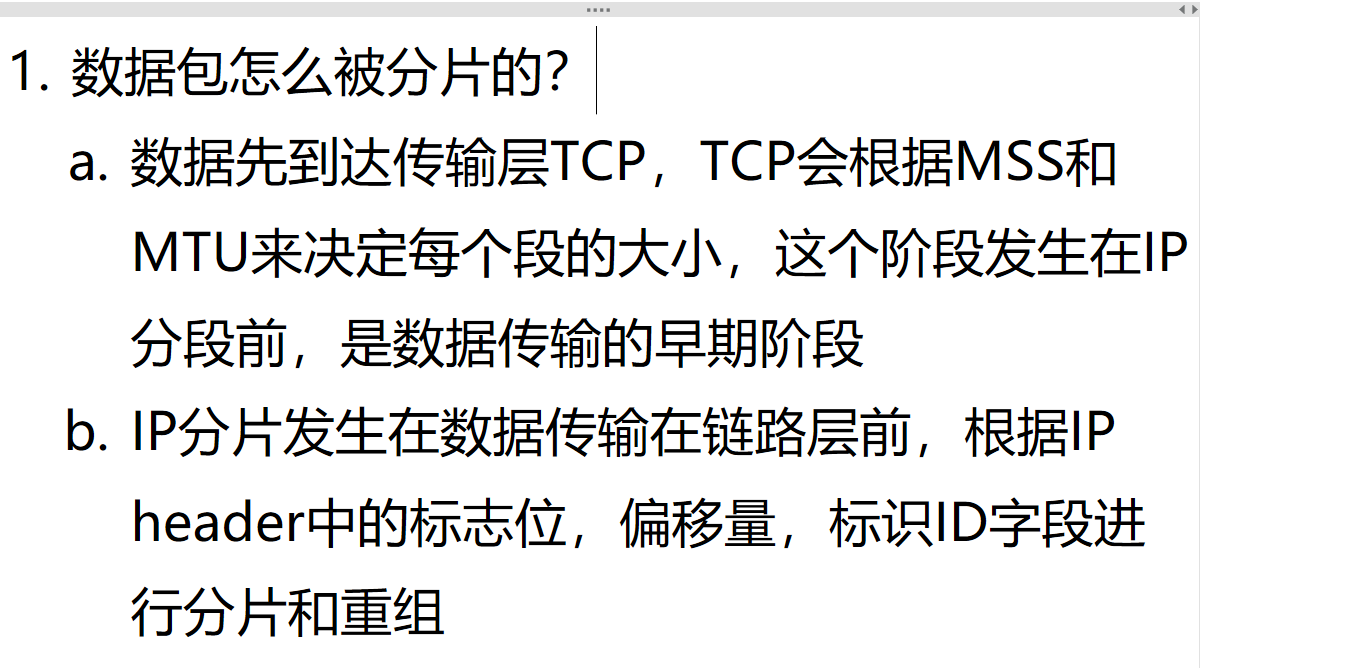 1. 数据包怎么被分片的？
a. 数据先到达传输层TCP，TCP会根据MSS和
MTU来决定每个段的大小，这个阶段发生在IP
分段前，是数据传输的早期阶段
b. IP分片发生在数据传输在链路层前，根据IP
header中的标志位，偏移量，标识ID字段进
行分片和重组